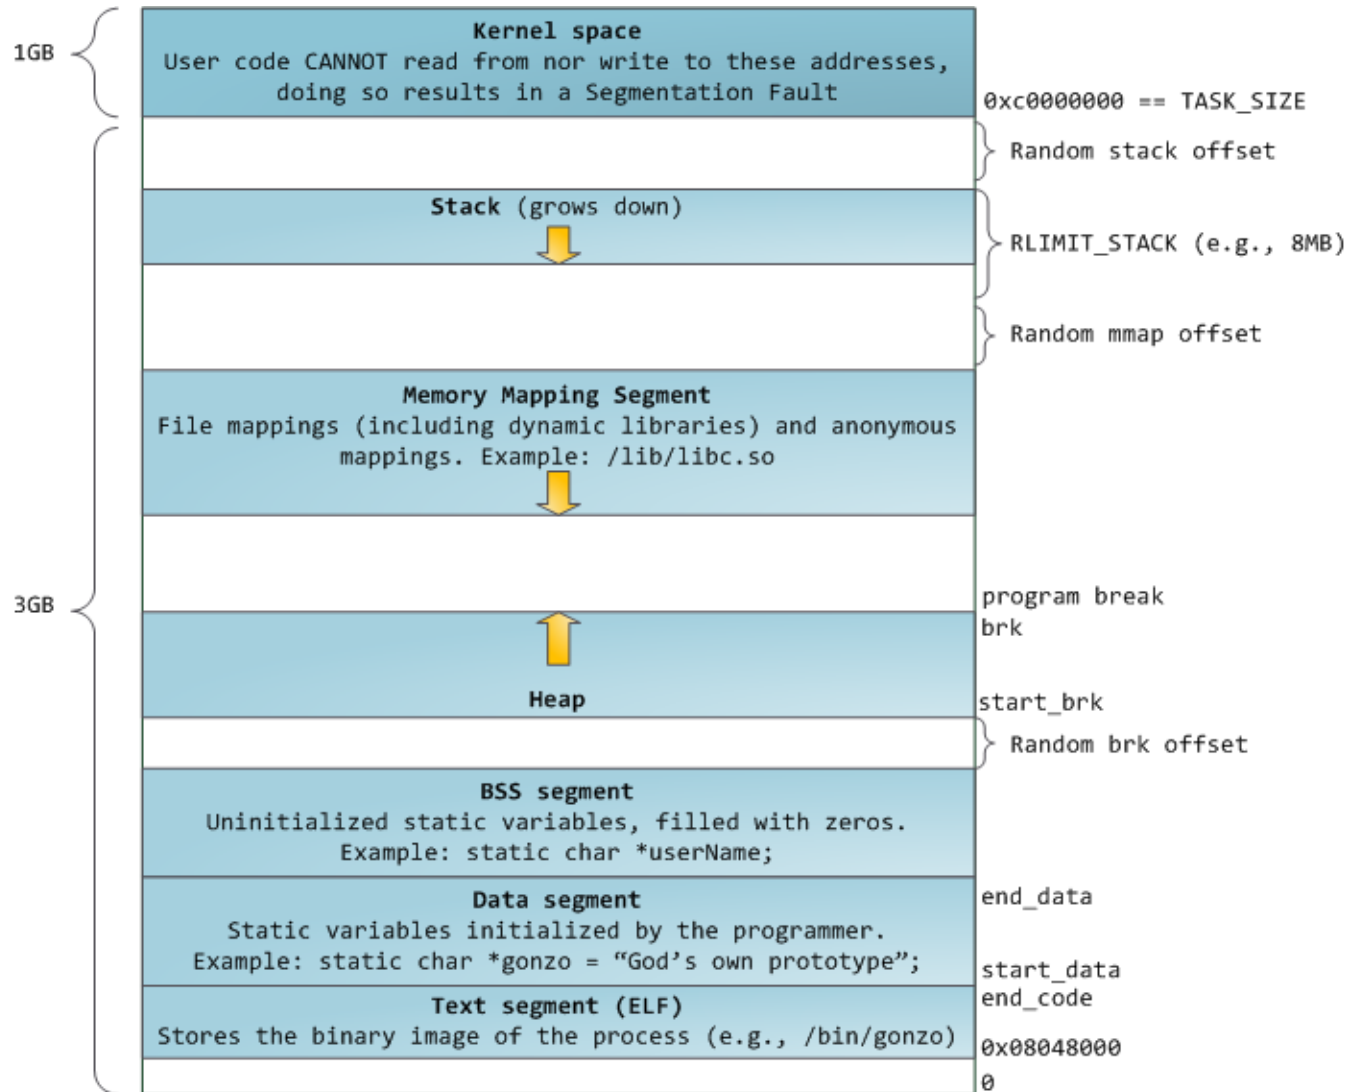 1GB
Kernel space
User code CANNOT read from nor write to these addresses,
doing so results in a Segmentation Fault
0xc0000000 == TASK_SIZE
Random stack offset
Stack (grows down)
RLIMIT_STACK (e.g., 8MB)
Random mmap offset
Memory Mapping Segment
File mappings (including dynamic libraries) and anonymous
mappings. Example: /lib/libc.so
3GB
program break
brk
Heap
start_brk
Random brk offset
BSS segment
Uninitialized static variables, filled with zeros.
Example: static char *userName;
Data segment
end_data
Static variables initialized by the programmer.
Example: static char *gonzo = “God’s own prototype”;
start_data
Text segment (ELF)
end_code
Stores the binary image of the process (e.g., /bin/gonzo)
0x08048000
0